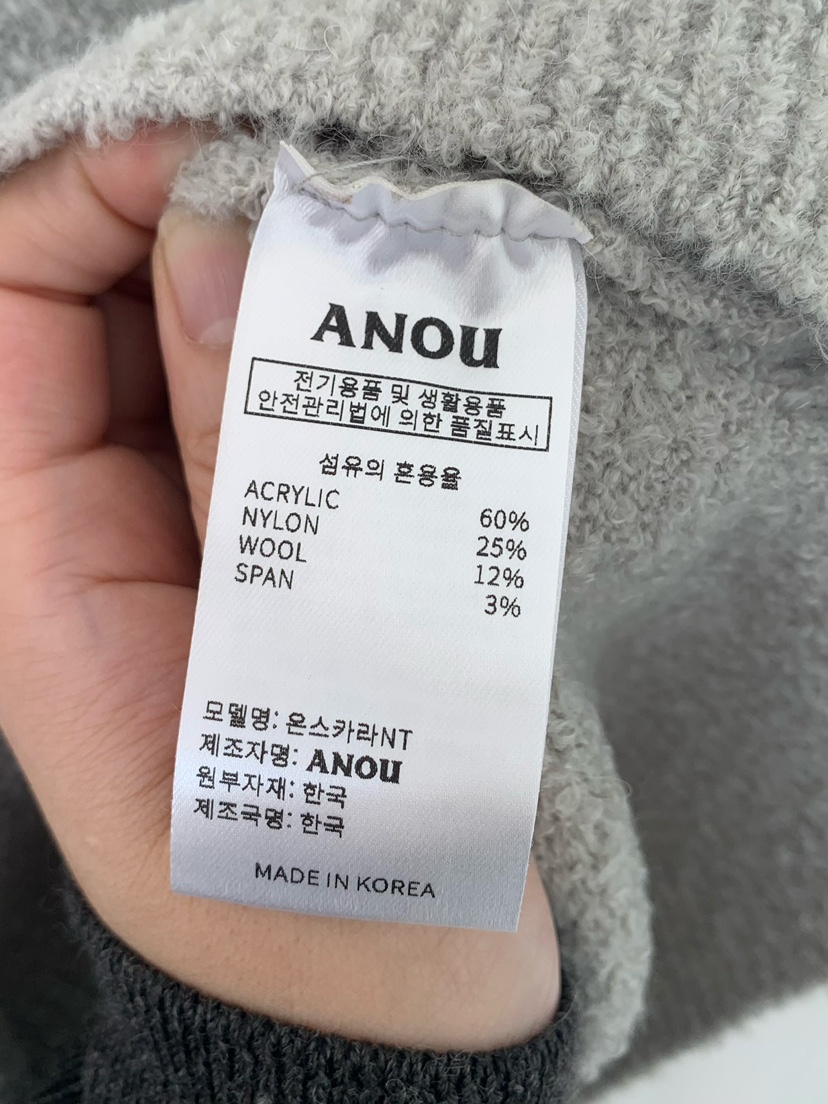 ANOU
전기용품 및 생활용품
안전관리법에 의한 품질표시
섬유의 혼용율
ACRYLIC 60%
NYLON 25%
WOOL 12%
SPAN 3%
모델명: 온스카라NT
제조자명: ANOU
원부자재: 한국
제조국명: 한국
MADE IN KOREA